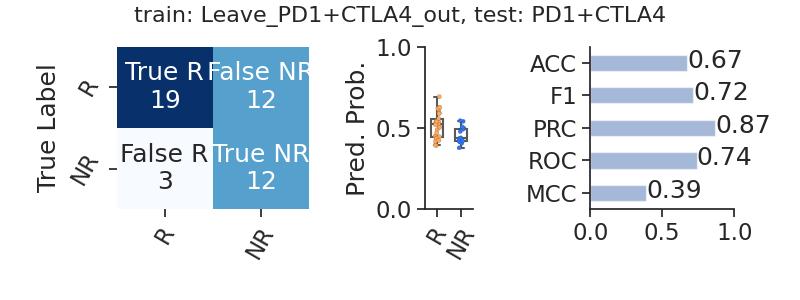 train: Leave_PD1+CTLA4_out, test: PD1+CTLA4
True Label
R
NR
True R
19
False NR
12
False R
3
True NR
12
R
NR
Pred. Prob.
1.0
0.5
0.0
R
NR
ACC
0.67
F1
0.72
PRC
0.87
ROC
0.74
MCC
0.39
0.0
0.5
1.0